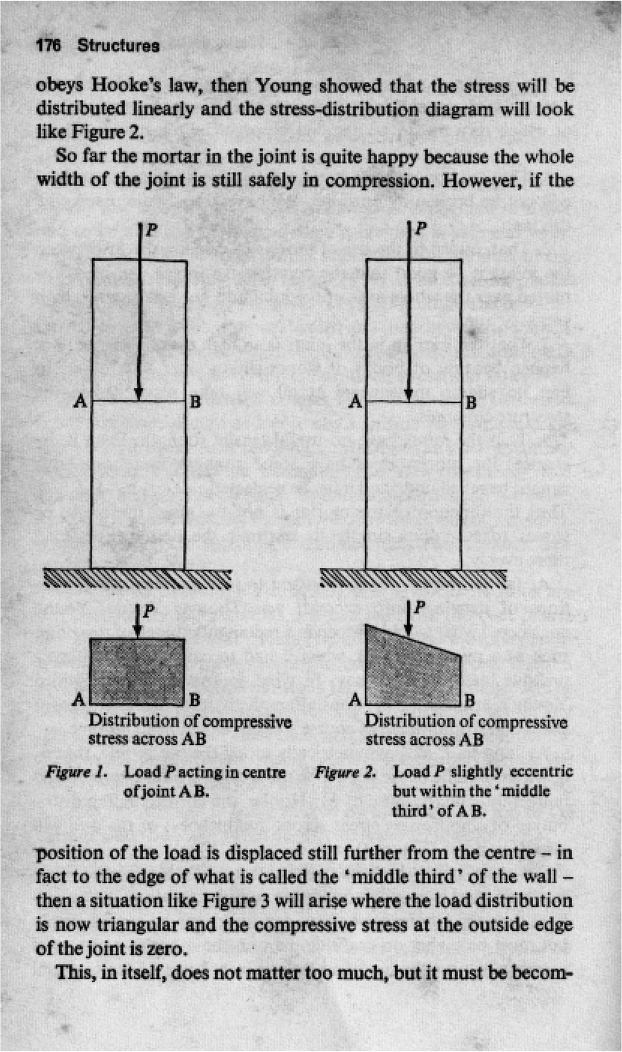 176 Structures
obeys Hooke's law, then Young showed that the stress will be
distributed linearly and the stress-distribution diagram will look
like Figure 2.
So far the mortar in the joint is quite happy because the whole
width of the joint is still safely in compression. However, if the
P
P
A
B
A
B
P
P
A
B
A
B
Distribution of compressive
stress across AB
Distribution of compressive
stress across AB
Figure 1. Load P acting in centre
of joint A B.
Figure 2. Load P slightly eccentric
but within the 'middle
third' of A B.
position of the load is displaced still further from the centre – in
fact to the edge of what is called the 'middle third' of the wall –
then a situation like Figure 3 will arise where the load distribution
is now triangular and the compressive stress at the outside edge
of the joint is zero.
This, in itself, does not matter too much, but it must be becom-